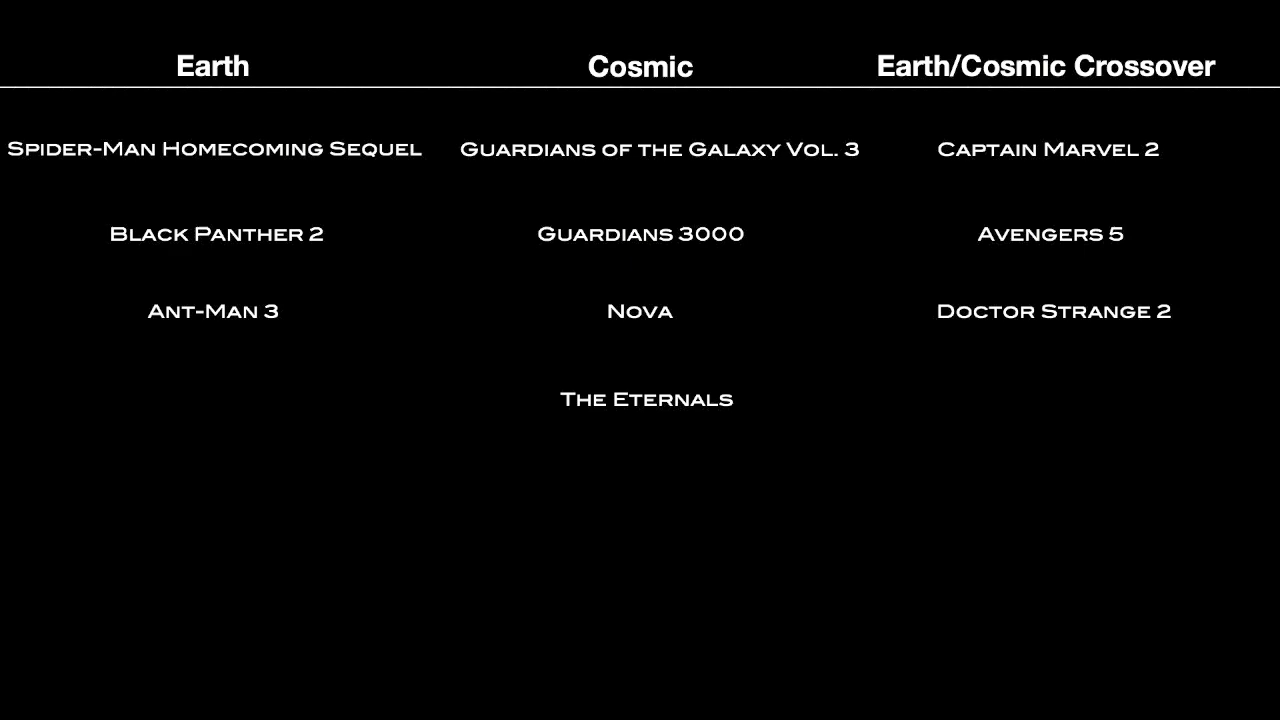 Earth Cosmic Earth/Cosmic Crossover
Spider-Man Homecoming Sequel Guardians of the Galaxy Vol. 3 Captain Marvel 2
Black Panther 2 Guardians 3000 Avengers 5
Ant-Man 3 Nova Doctor Strange 2
The Eternals